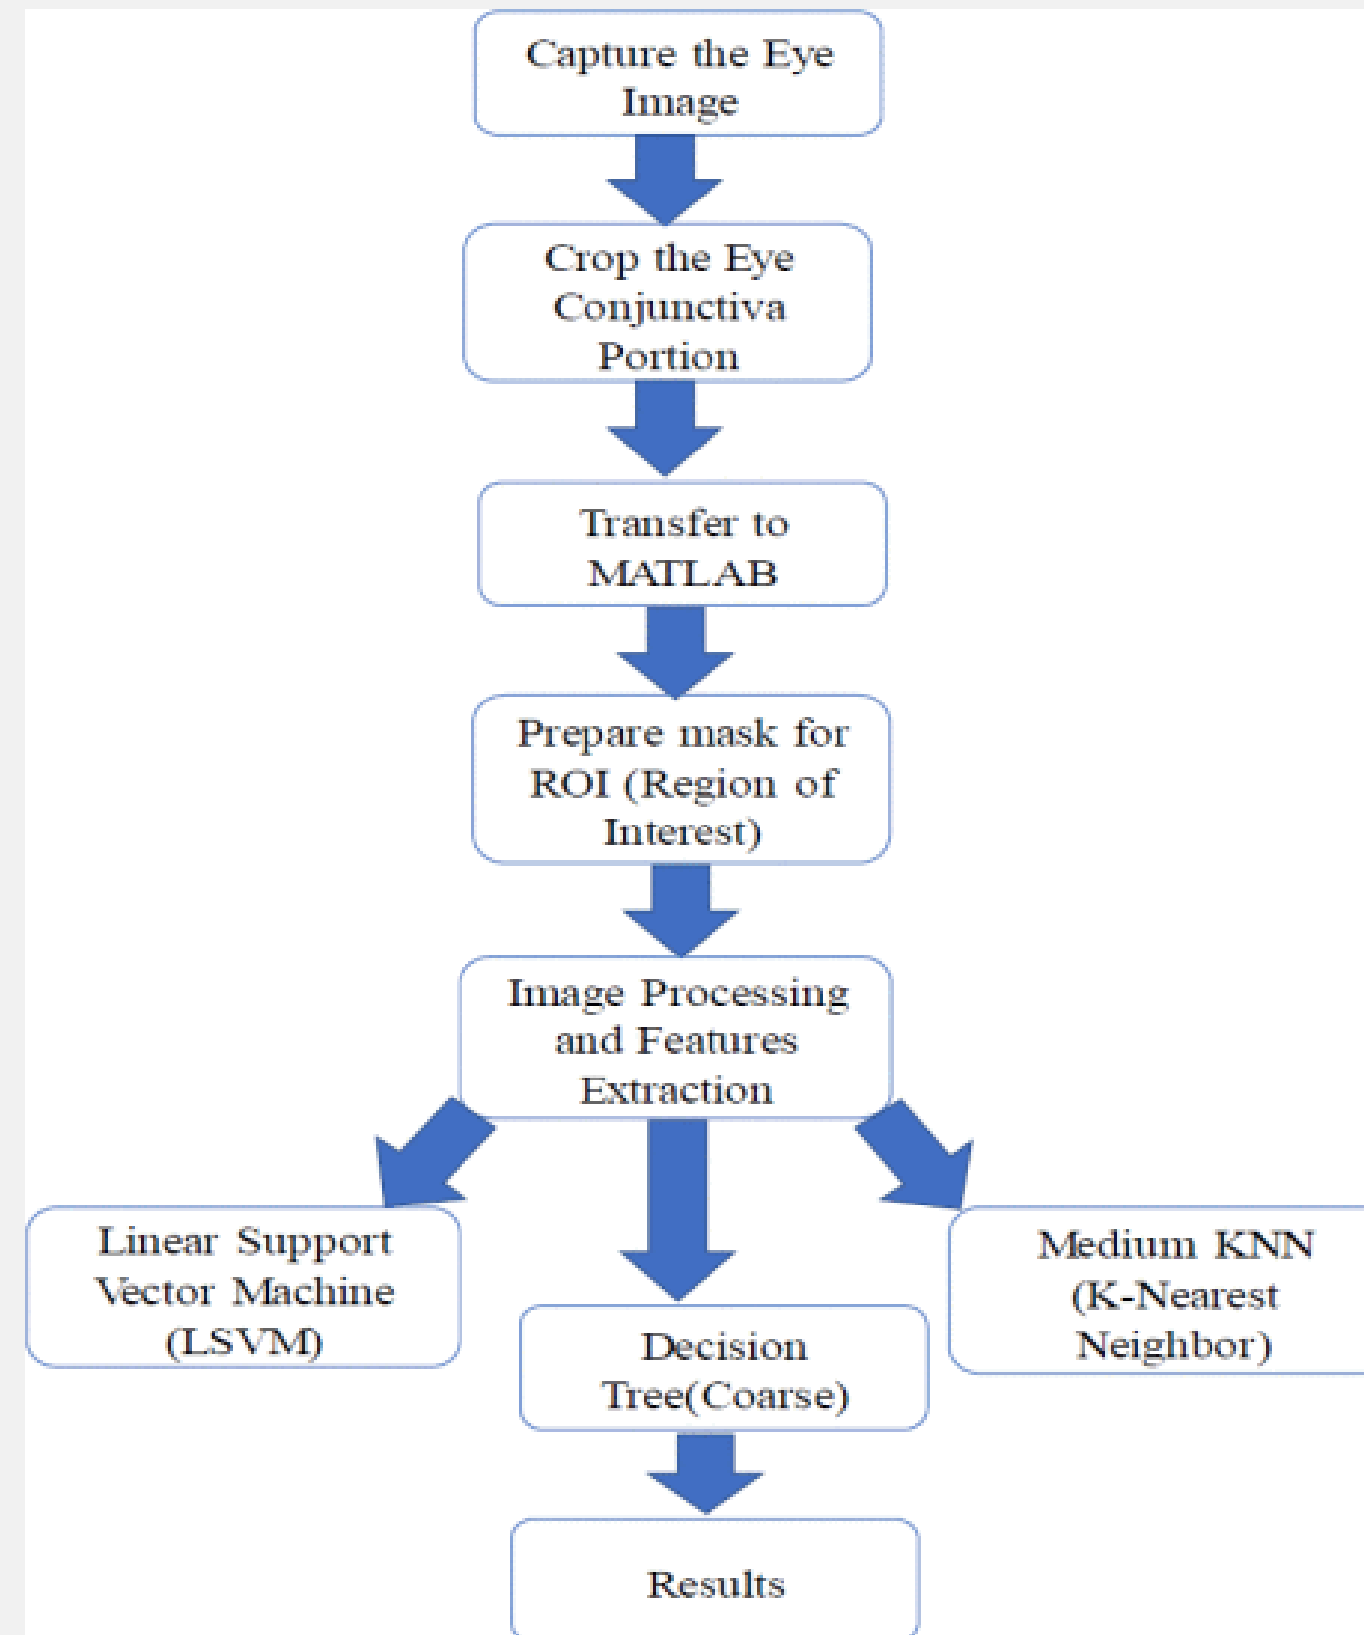 Capture the Eye
Image
Crop the Eye
Conjunctiva
Portion
Transfer to
MATLAB
Prepare mask for
ROI (Region of
Interest)
Image Processing
and Features
Extraction
Linear Support
Vector Machine
(LSVM)
Decision
Tree(Coarse)
Medium KNN
(K-Nearest
Neighbor)
Results